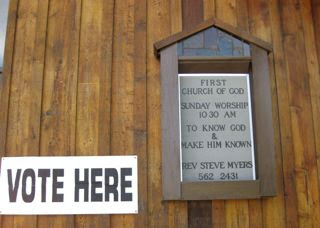 FIRST
CHURCH OF GOD
SUNDAY WORSHIP
10 30 AM
TO KNOW GOD
&
MAKE HIM KNOWN
REV STEVE MYERS
562 2431
VOTE HERE